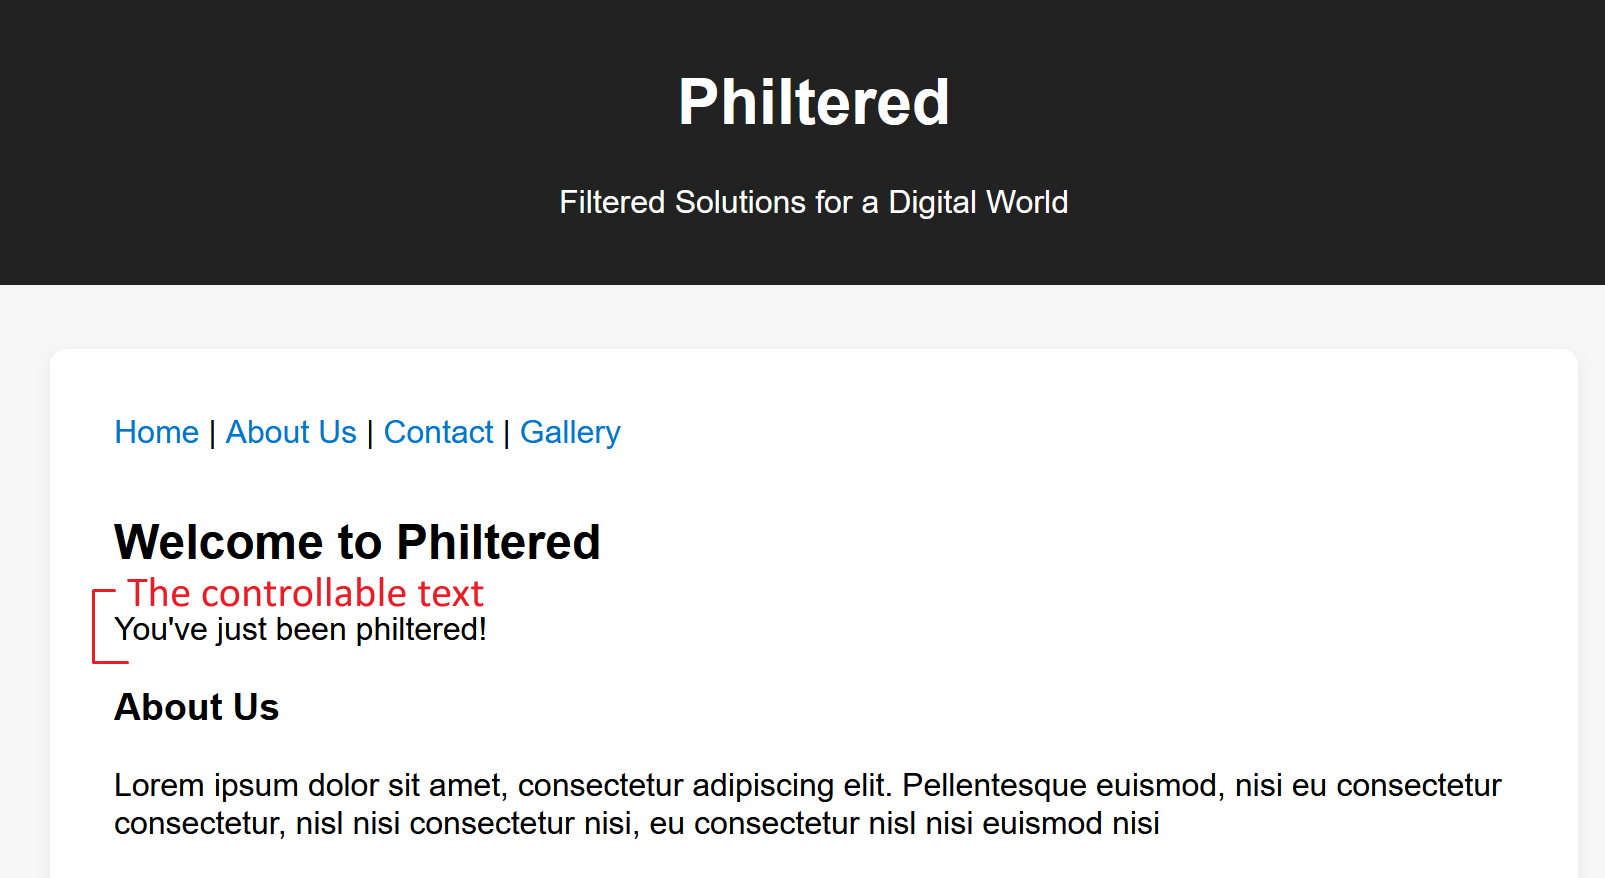 Philtered
Filtered Solutions for a Digital World
Home | About Us | Contact | Gallery
Welcome to Philtered
The controllable text
You've just been philtered!
About Us
Lorem ipsum dolor sit amet, consectetur adipiscing elit. Pellentesque euismod, nisi eu consectetur
consectetur, nisl nisi consectetur nisi, eu consectetur nisl nisi euismod nisi